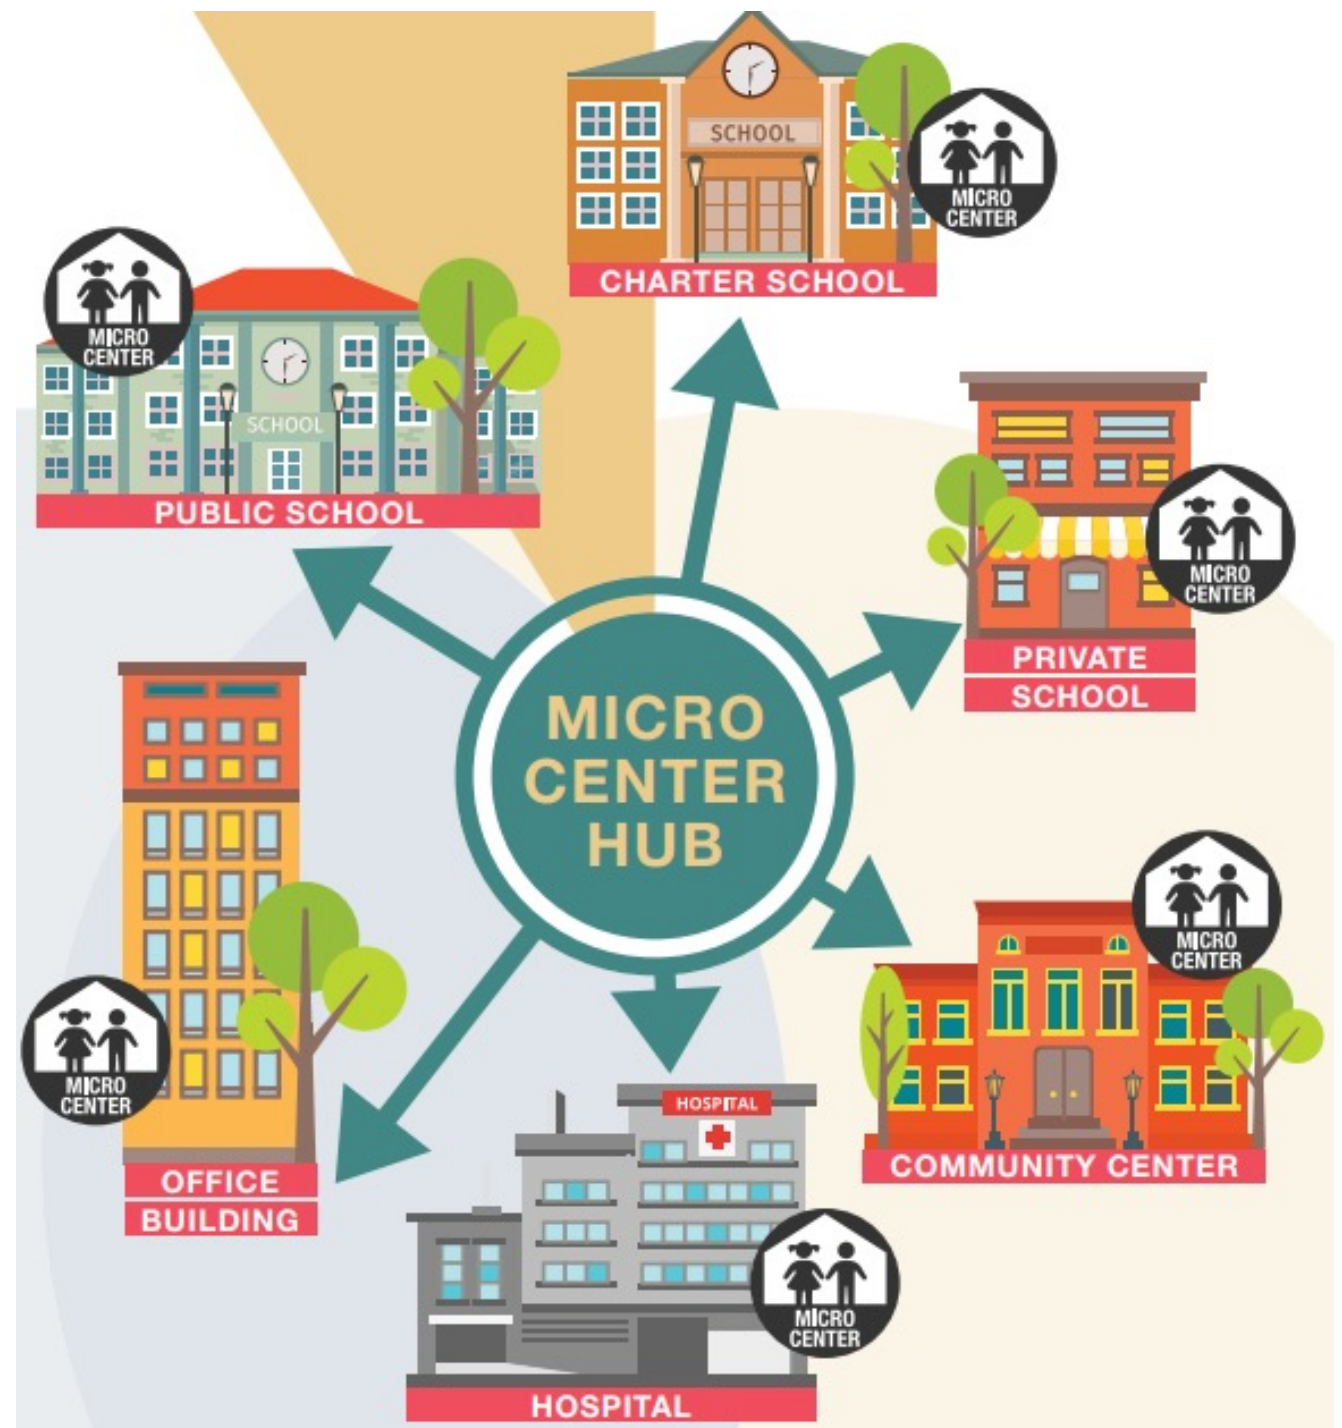 SCHOOL
MICRO
CENTER
CHARTER SCHOOL
MICRO
CENTER
SCHOOL
PUBLIC SCHOOL
MICRO
CENTER
PRIVATE
SCHOOL
MICRO
CENTER
HUB
MICRO
CENTER
COMMUNITY CENTER
MICRO
CENTER
OFFICE
BUILDING
HOSPITAL
MICRO
CENTER
HOSPITAL